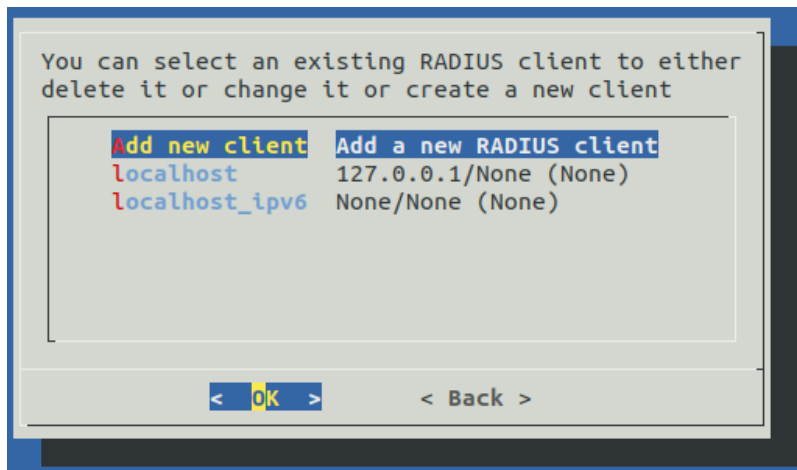 You can select an existing RADIUS client to either
delete it or change it or create a new client
Add new client Add a new RADIUS client
localhost 127.0.0.1/None (None)
localhost_ipv6 None/None (None)
< OK > < Back >